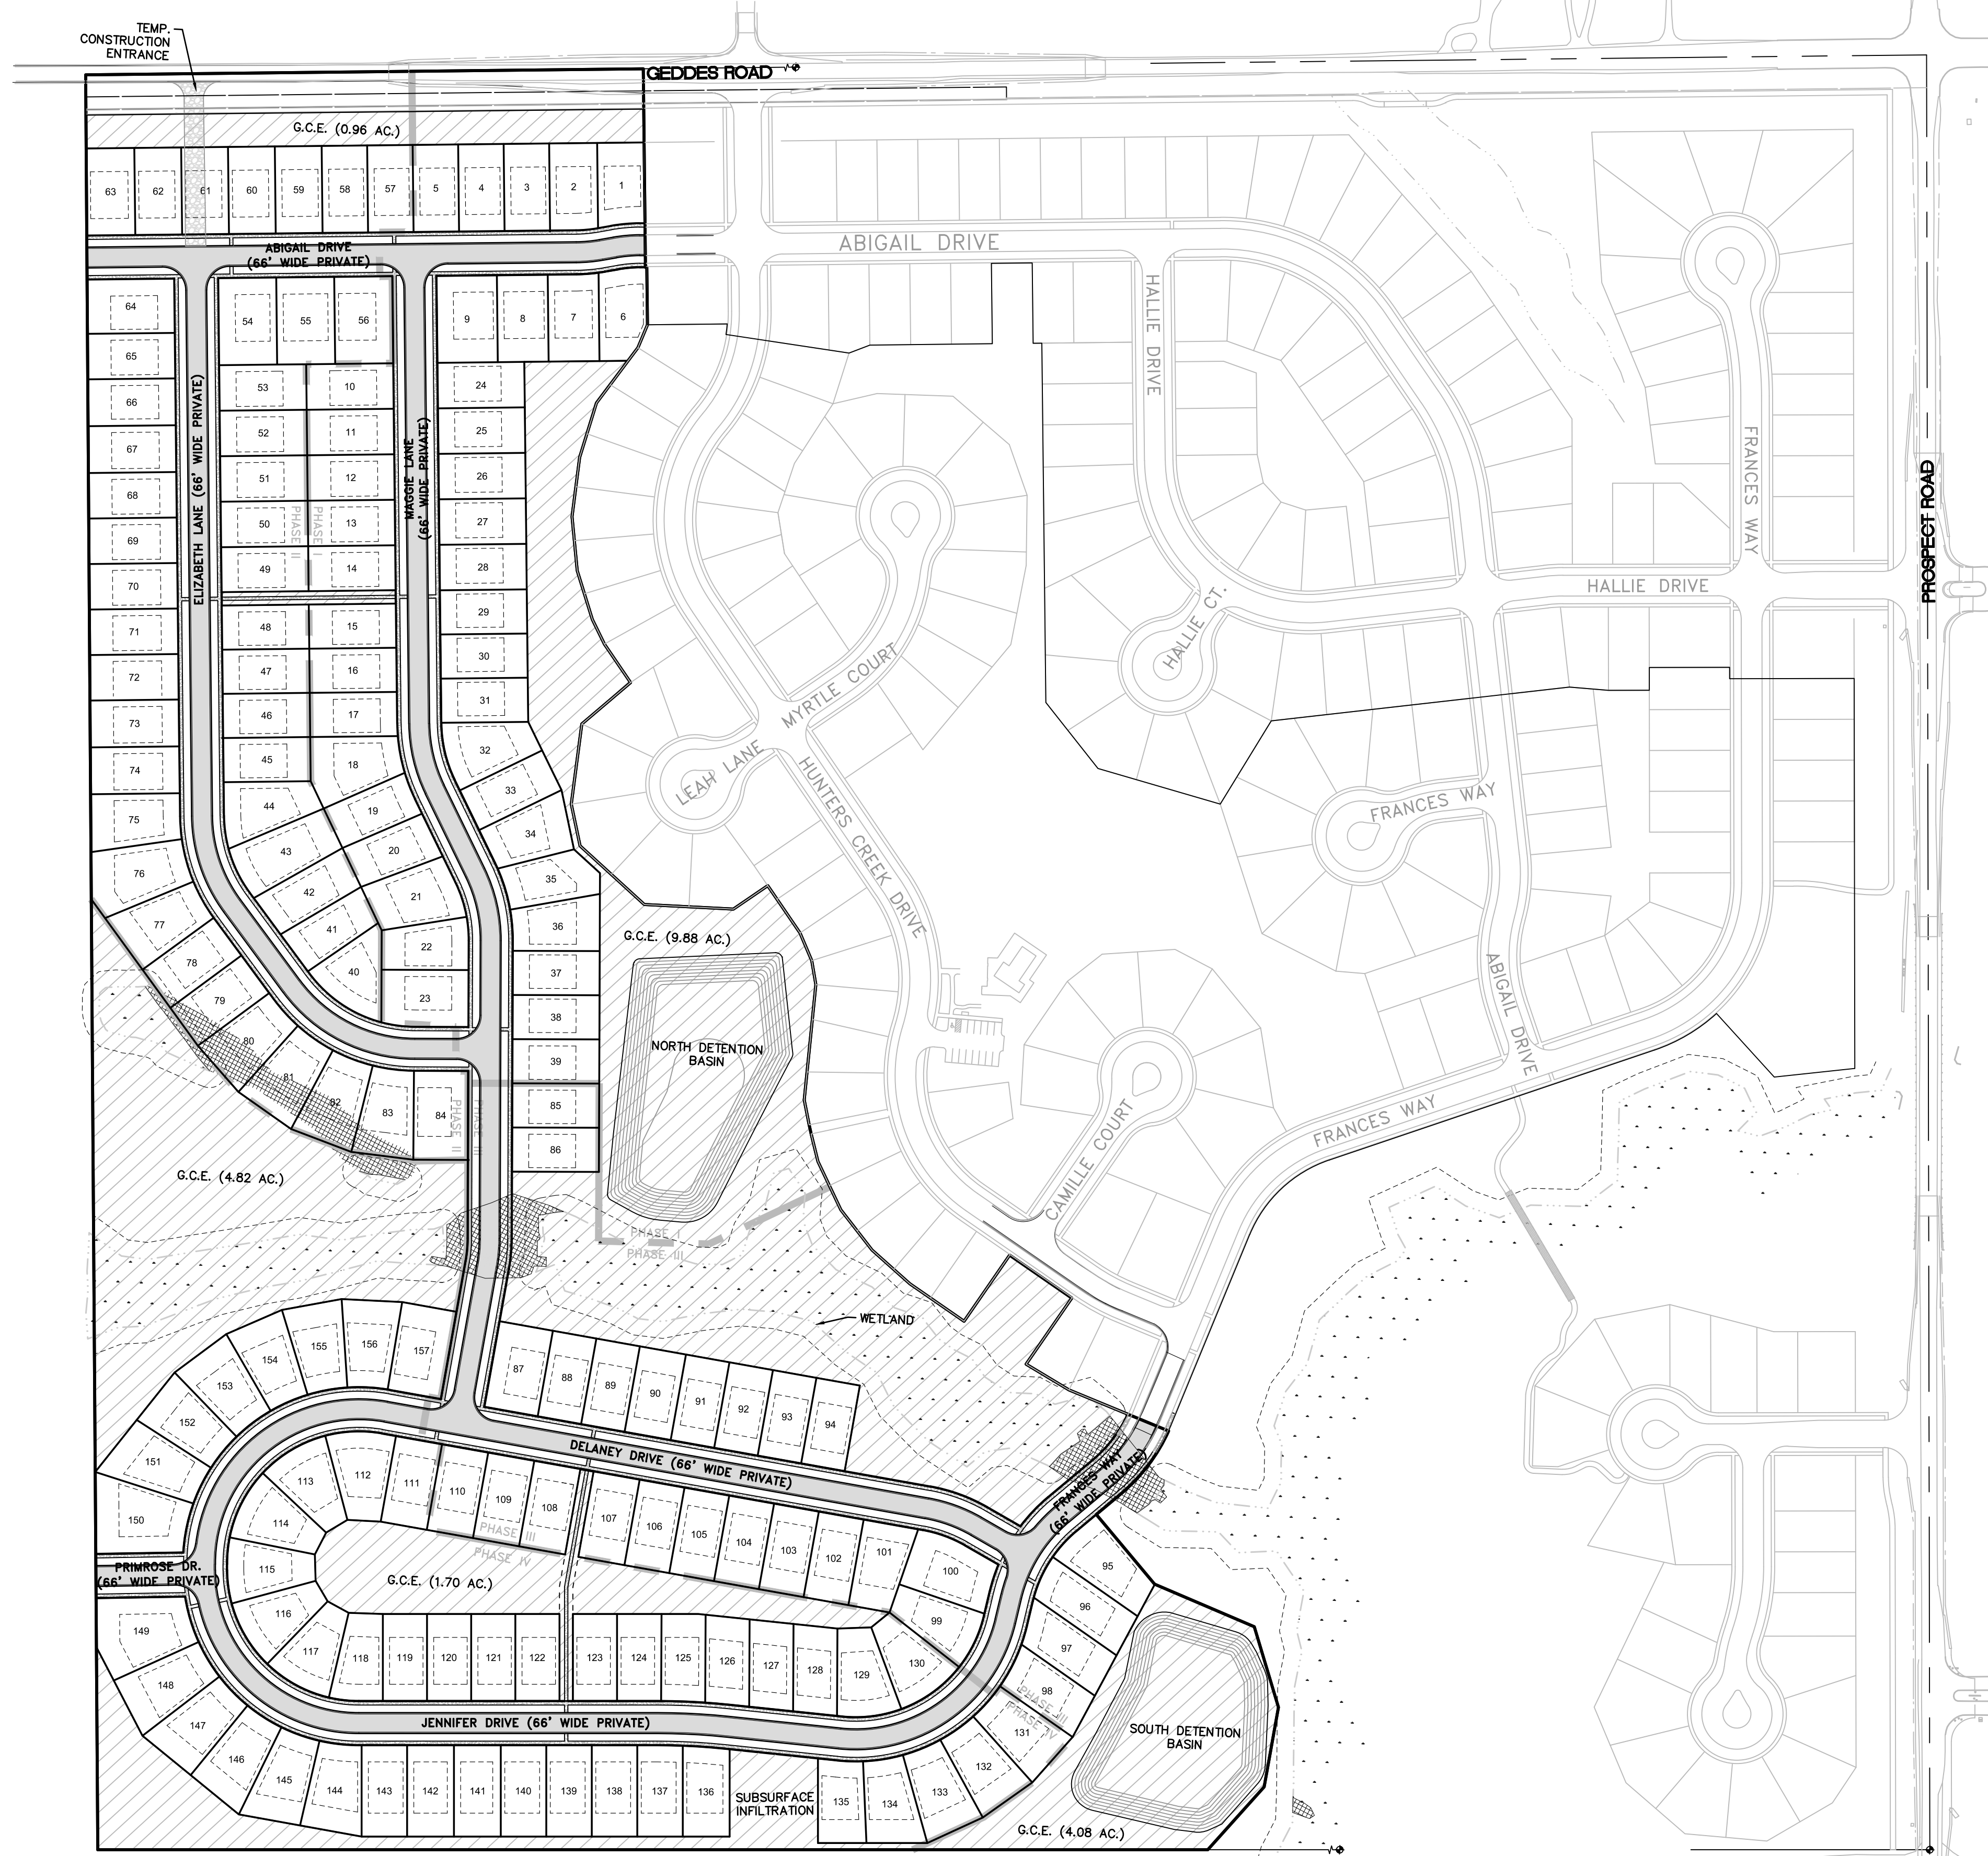 TEMP.
CONSTRUCTION
ENTRANCE
GEDDES ROAD
G.C.E. (0.96 AC.)
63 62 61 60 59 58 57 5 4 3 2 1
ABIGAIL DRIVE
(66' WIDE PRIVATE)
ABIGAIL DRIVE
64
65
66
67
68
69
70
71
72
73
74
75
76
77
78
79
80
81
82
83
84
ELIZABETH LANE (66' WIDE PRIVATE)
54 55 56
53
52
51
50
49
48
47
46
45
44
43
42
41
40
PHASE II
PHASE I
10
11
12
13
14
15
16
17
18
19
20
21
22
23
MAGGIE LANE
(66' WIDE PRIVATE)
9 8 7 6
24
25
26
27
28
29
30
31
32
33
34
35
36
37
38
39
85
86
HALLIE DRIVE
FRANCES WAY
PROSPECT ROAD
HALLIE DRIVE
HALLIE CT.
MYRTLE COURT
LEAH LANE
HUNTERS CREEK DRIVE
FRANCES WAY
ABIGAIL DRIVE
FRANCES WAY
CAMILLE COURT
G.C.E. (9.88 AC.)
NORTH DETENTION
BASIN
PHASE II
PHASE III
G.C.E. (4.82 AC.)
PHASE I
PHASE III
WETLAND
157
156
155
154
153
152
151
150
87 88 89 90 91 92 93 94
DELANEY DRIVE (66' WIDE PRIVATE)
FRANCES WAY
(66' WIDE PRIVATE)
113 112 111 110 109 108
107 106 105 104 103 102 101
100
99
114
115
116
117
PHASE III
PHASE IV
G.C.E. (1.70 AC.)
PRIMROSE DR.
(66' WIDE PRIVATE)
95
96
97
98
118 119 120 121 122 123 124 125 126 127 128 129 130
PHASE III
PHASE IV
JENNIFER DRIVE (66' WIDE PRIVATE)
149
148
147
146
145
144 143 142 141 140 139 138 137 136
SUBSURFACE
INFILTRATION
135 134 133 132 131
SOUTH DETENTION
BASIN
G.C.E. (4.08 AC.)